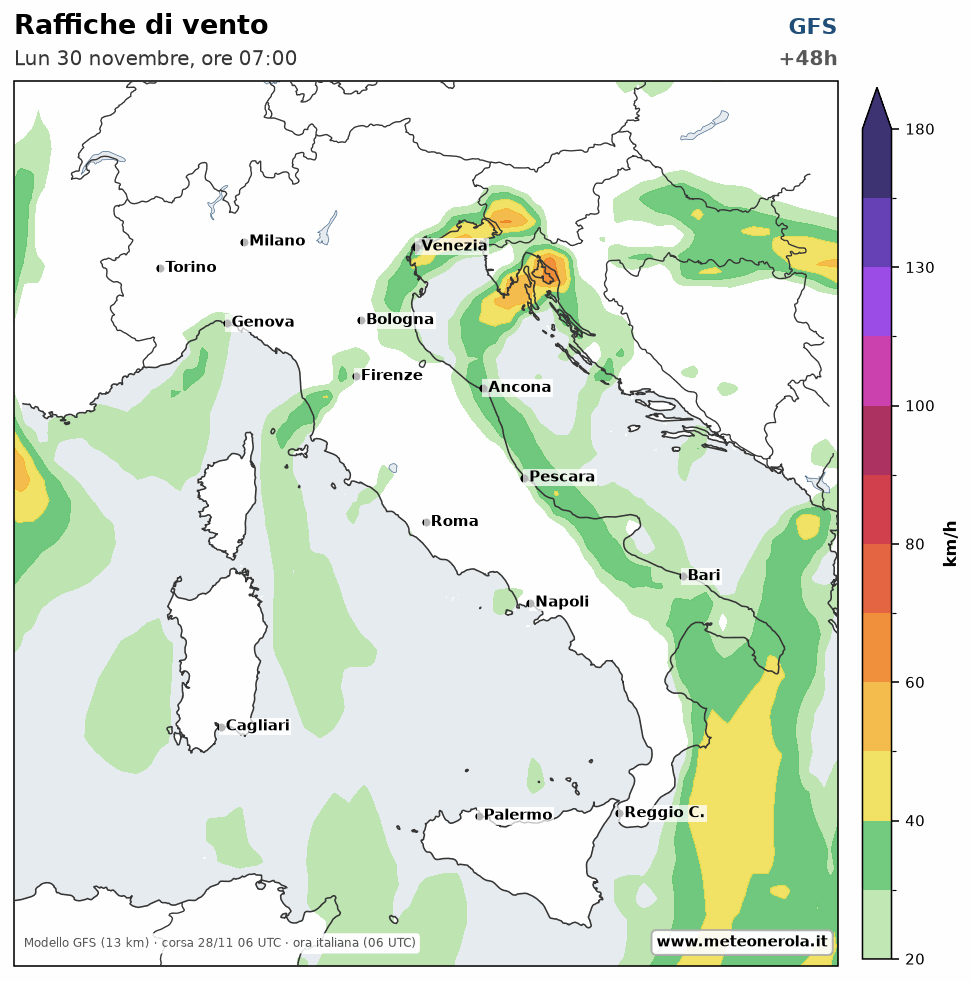 Raffiche di vento
GFS
Lun 30 novembre, ore 07:00
+48h
180
130
100
80
60
40
20
km/h
Milano
Venezia
Torino
Genova
Bologna
Firenze
Ancona
Pescara
Roma
Bari
Napoli
Cagliari
Palermo
Reggio C.
Modello GFS (13 km) · corsa 28/11 06 UTC · ora italiana (06 UTC)
www.meteonerola.it